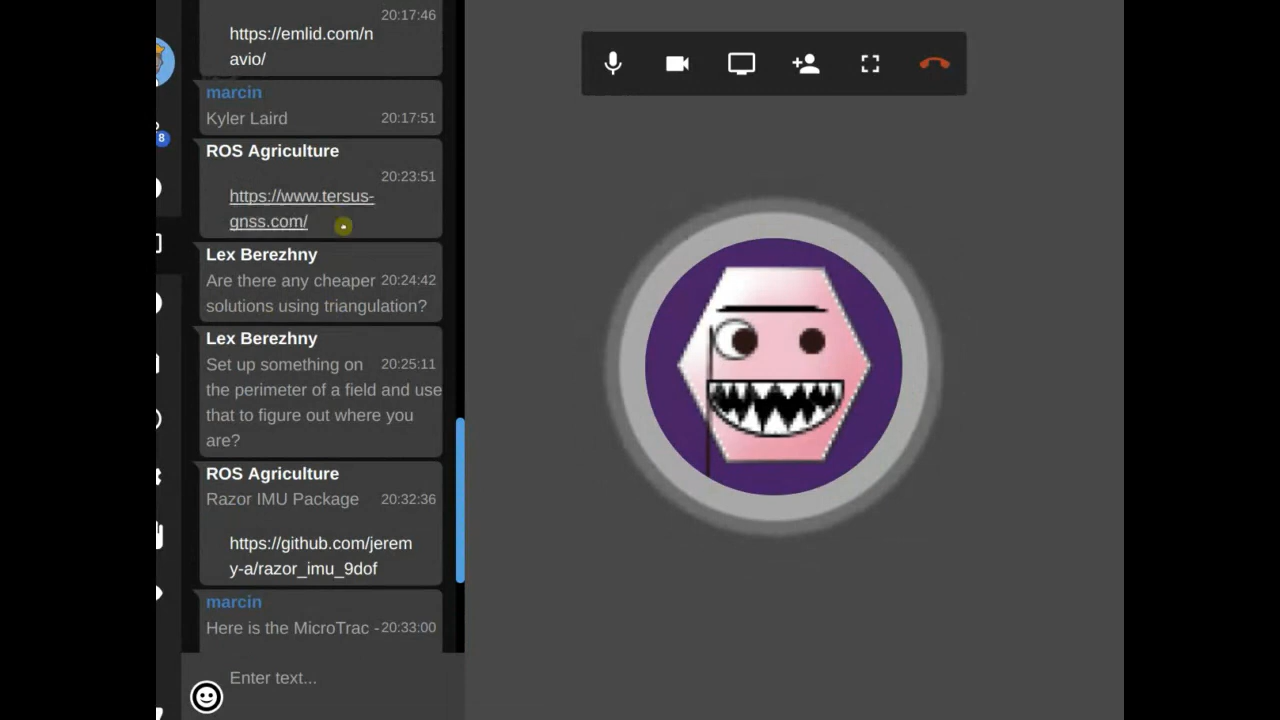 20:17:46
https://emlid.com/n
avio/
marcin
Kyler Laird 20:17:51
ROS Agriculture
20:23:51
https://www.tersus-
gnss.com/
8
Lex Berezhny
Are there any cheaper 20:24:42
solutions using triangulation?
Lex Berezhny
Set up something on 20:25:11
the perimeter of a field and use
that to figure out where you
are?
ROS Agriculture
Razor IMU Package 20:32:36
https://github.com/jerem
y-a/razor_imu_9dof
marcin
Here is the MicroTrac - 20:33:00
Enter text...